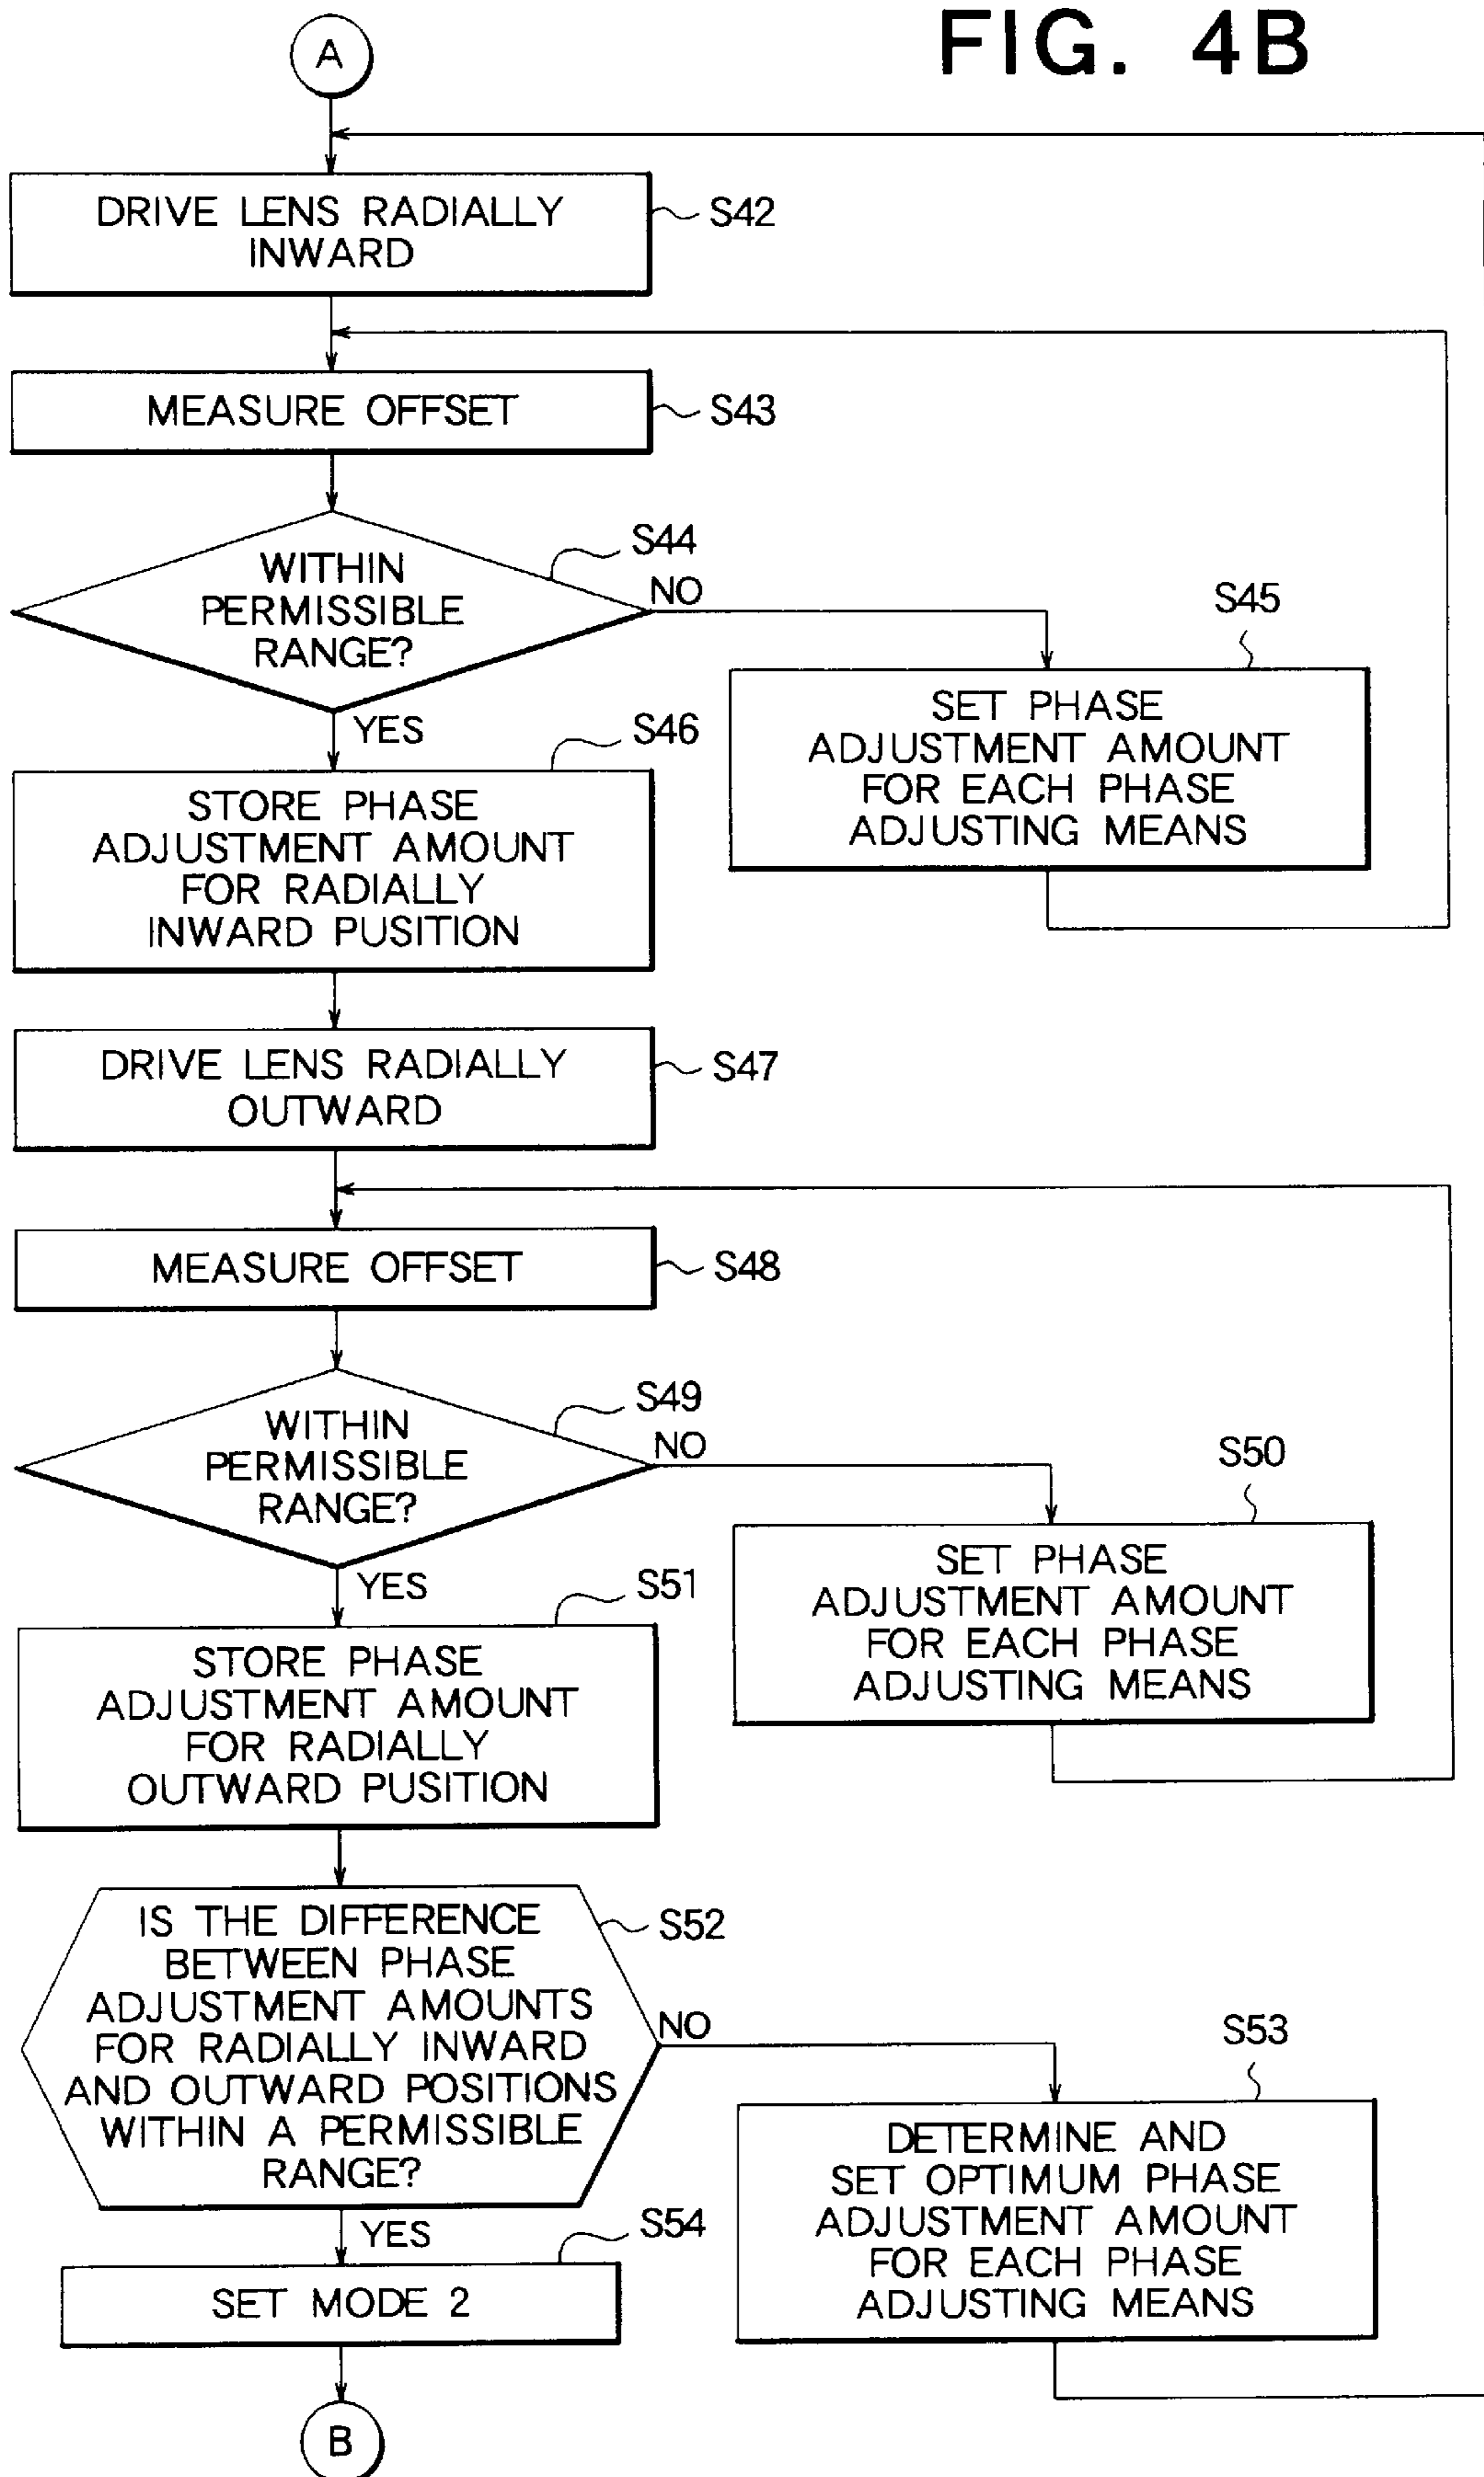 FIG. 4B
A
DRIVE LENS RADIALLY
INWARD
S42
MEASURE OFFSET
S43
WITHIN
PERMISSIBLE
RANGE?
S44
NO
YES
S45
SET PHASE
ADJUSTMENT AMOUNT
FOR EACH PHASE
ADJUSTING MEANS
S46
STORE PHASE
ADJUSTMENT AMOUNT
FOR RADIALLY
INWARD PUSITION
DRIVE LENS RADIALLY
OUTWARD
S47
MEASURE OFFSET
S48
WITHIN
PERMISSIBLE
RANGE?
S49
NO
YES
S50
SET PHASE
ADJUSTMENT AMOUNT
FOR EACH PHASE
ADJUSTING MEANS
S51
STORE PHASE
ADJUSTMENT AMOUNT
FOR RADIALLY
OUTWARD PUSITION
IS THE DIFFERENCE
BETWEEN PHASE
ADJUSTMENT AMOUNTS
FOR RADIALLY INWARD
AND OUTWARD POSITIONS
WITHIN A PERMISSIBLE
RANGE?
S52
NO
YES
S53
DETERMINE AND
SET OPTIMUM PHASE
ADJUSTMENT AMOUNT
FOR EACH PHASE
ADJUSTING MEANS
S54
SET MODE 2
B